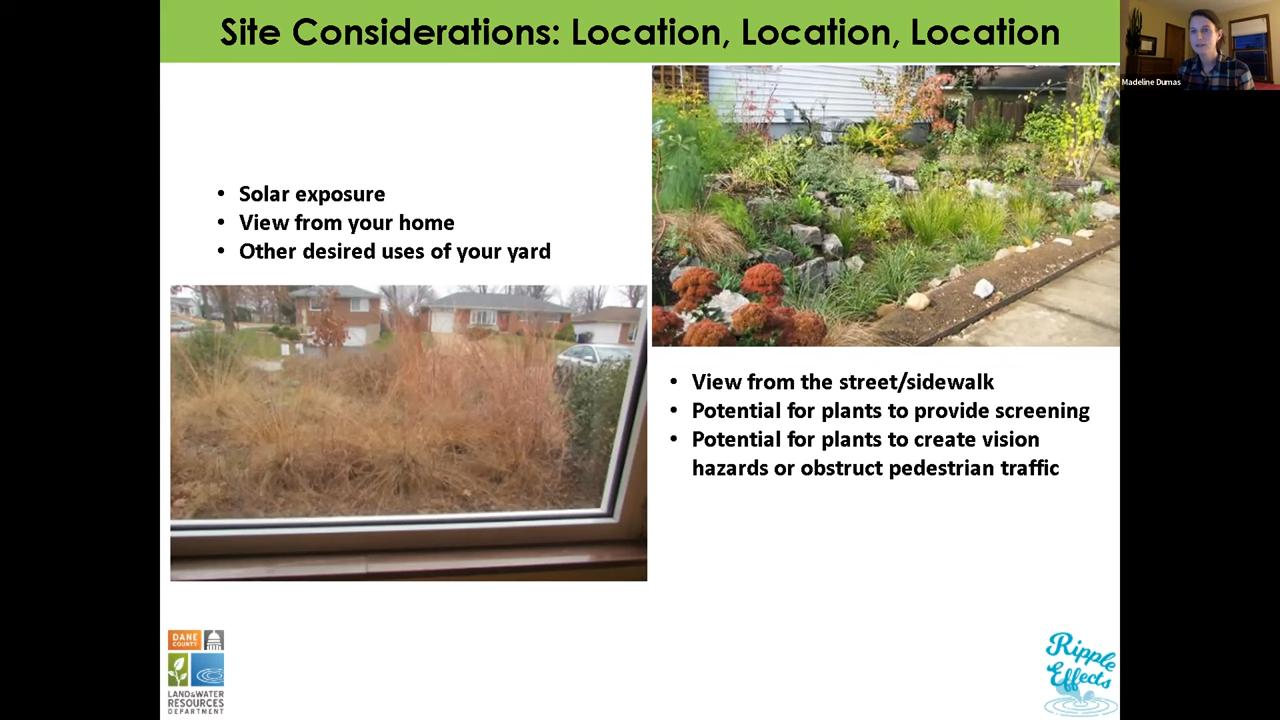 Site Considerations: Location, Location, Location
Madeline Dumas
• Solar exposure
• View from your home
• Other desired uses of your yard
• View from the street/sidewalk
• Potential for plants to provide screening
• Potential for plants to create vision
hazards or obstruct pedestrian traffic
DANE
COUNTY
LAND & WATER
RESOURCES
DEPARTMENT
Ripple
Effects